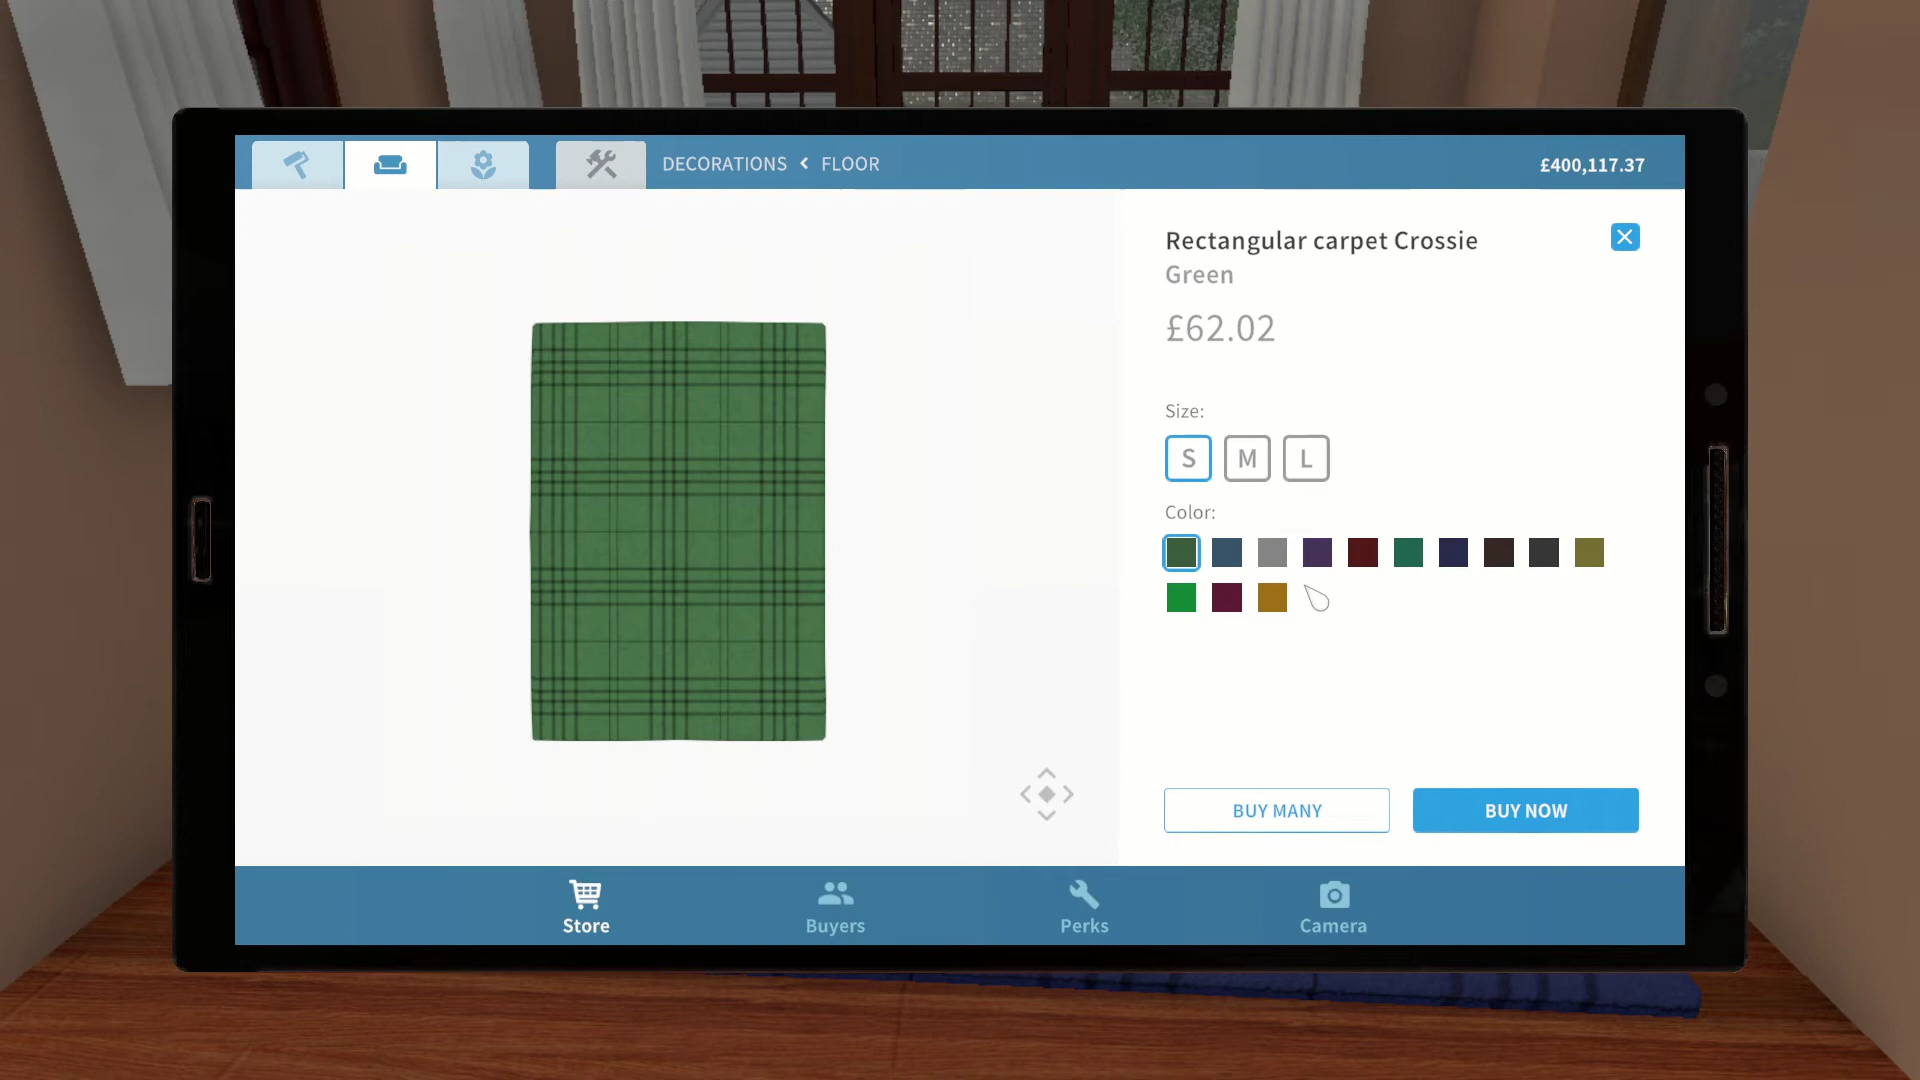 DECORATIONS < FLOOR
£400,117.37
Rectangular carpet Crossie
Green
£62.02
Size:
S M L
Color:
BUY MANY
BUY NOW
Store
Buyers
Perks
Camera